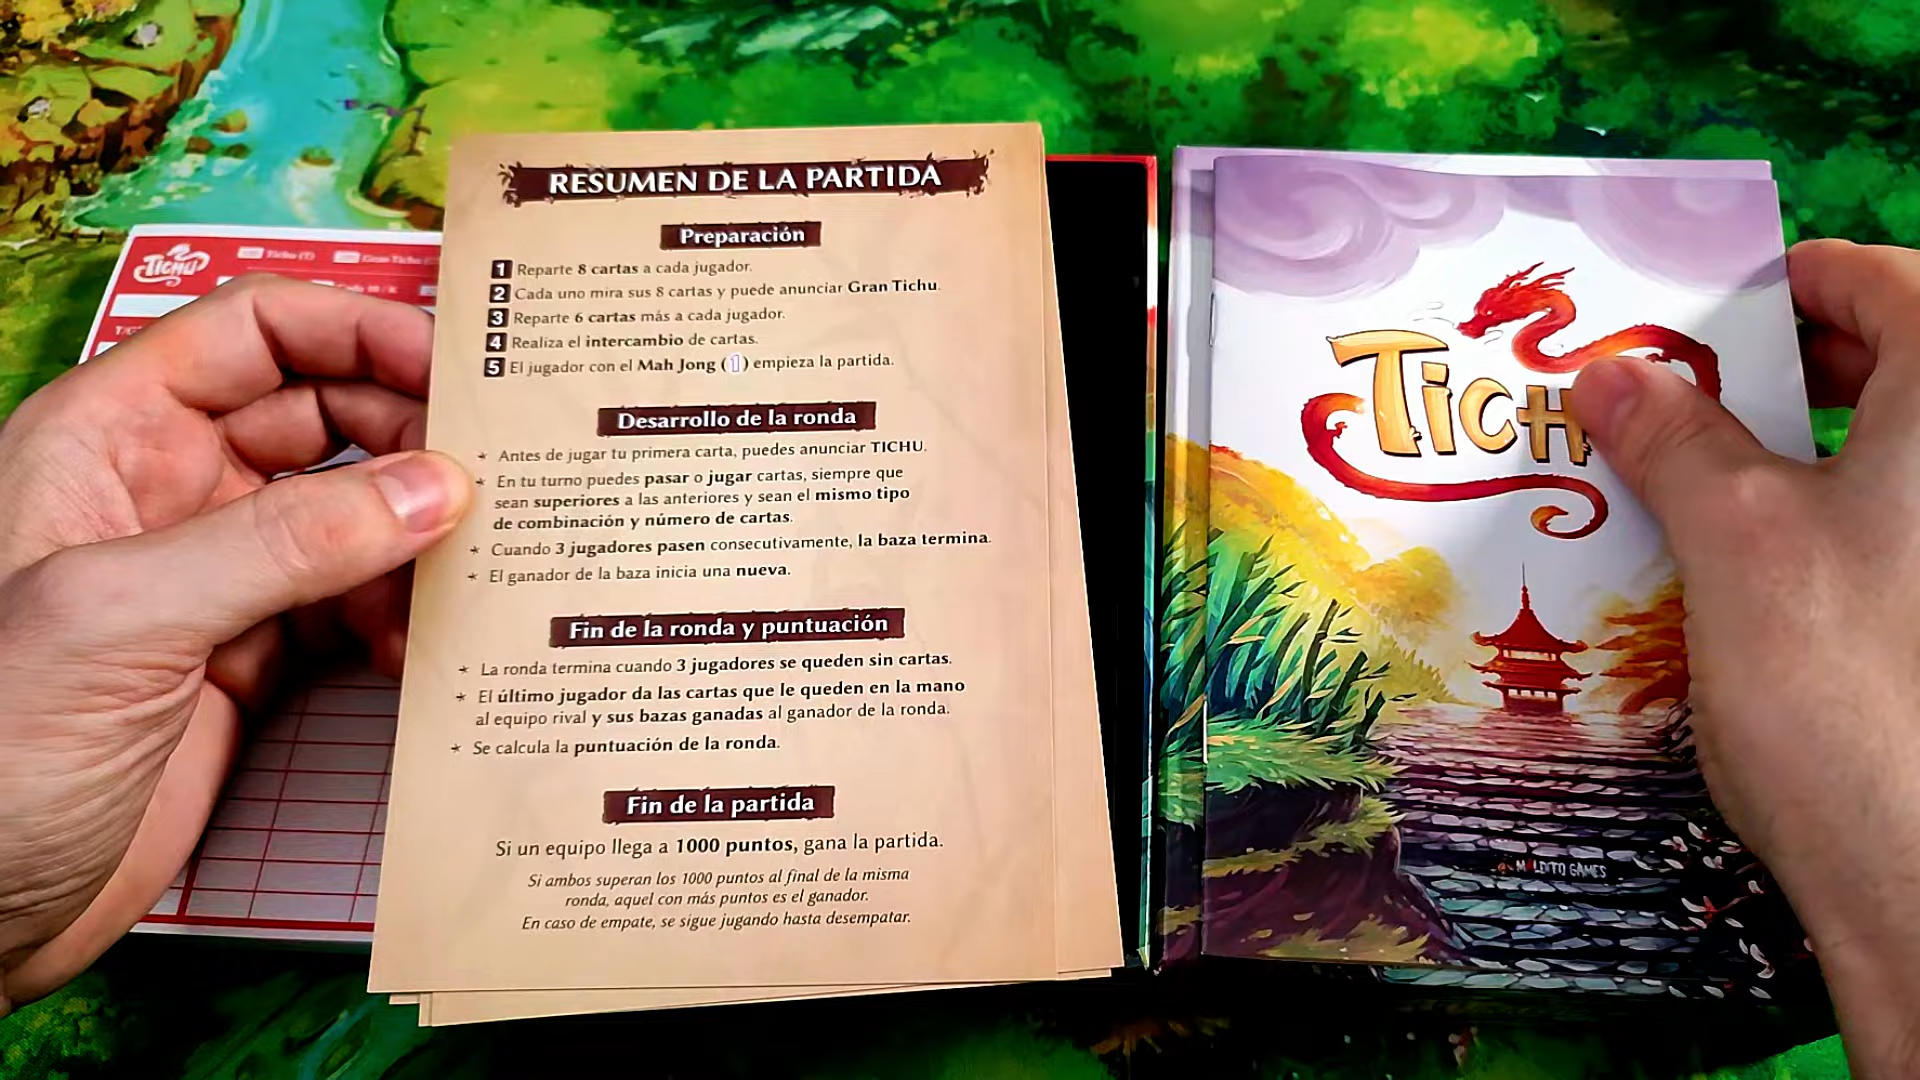 RESUMEN DE LA PARTIDA
Preparación
1 Reparte 8 cartas a cada jugador.
2 Cada uno mira sus 8 cartas y puede anunciar Gran Tichu.
3 Reparte 6 cartas más a cada jugador.
4 Realiza el intercambio de cartas.
5 El jugador con el Mah Jong (1) empieza la partida.
Desarrollo de la ronda
* Antes de jugar tu primera carta, puedes anunciar TICHU.
* En tu turno puedes pasar o jugar cartas, siempre que
sean superiores a las anteriores y sean el mismo tipo
de combinación y número de cartas.
* Cuando 3 jugadores pasen consecutivamente, la baza termina.
* El ganador de la baza inicia una nueva.
Fin de la ronda y puntuación
* La ronda termina cuando 3 jugadores se queden sin cartas.
* El último jugador da las cartas que le queden en la mano
al equipo rival y sus bazas ganadas al ganador de la ronda.
* Se calcula la puntuación de la ronda.
Fin de la partida
Si un equipo llega a 1000 puntos, gana la partida.
Si ambos superan los 1000 puntos al final de la misma
ronda, aquel con más puntos es el ganador.
En caso de empate, se sigue jugando hasta desempatar.
TICHU
Tichu (T)
Gran Tichu
TICH
MALDITO GAMES